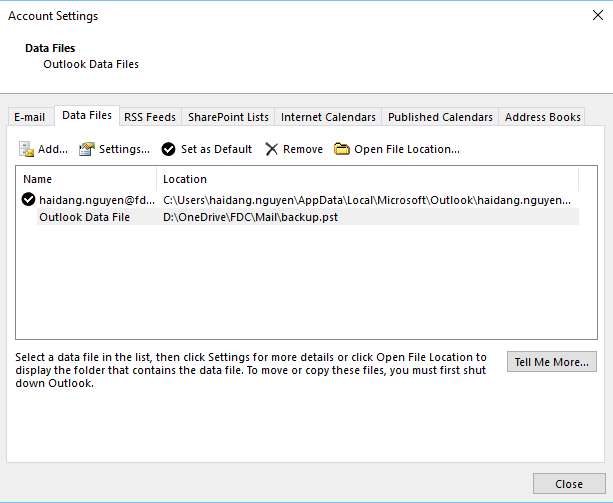 Account Settings
Data Files
Outlook Data Files
E-mail Data Files RSS Feeds SharePoint Lists Internet Calendars Published Calendars Address Books
Add... Settings... Set as Default Remove Open File Location...
Name Location
haidang.nguyen@fd... C:\Users\haidang.nguyen\AppData\Local\Microsoft\Outlook\haidang.nguyen...
Outlook Data File D:\OneDrive\FDC\Mail\backup.pst
Select a data file in the list, then click Settings for more details or click Open File Location to
display the folder that contains the data file. To move or copy these files, you must first shut
down Outlook.
Tell Me More...
Close